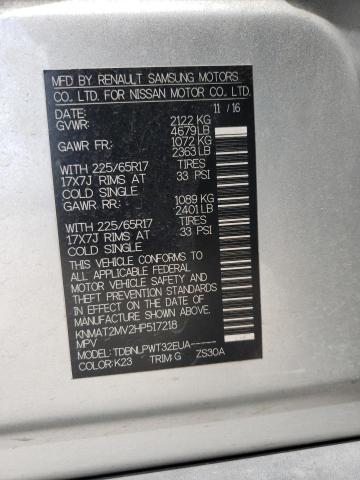 MFD BY RENAULT SAMSUNG MOTORS
CO., LTD. FOR NISSAN MOTOR CO., LTD.
DATE: 11 / 16
GVWR: 2122 KG
4679 LB
GAWR FR: 1072 KG
2363 LB
WITH 225/65R17 TIRES
17X7J RIMS AT 33 PSI
COLD SINGLE
GAWR RR: 1089 KG
2401 LB
WITH 225/65R17 TIRES
17X7J RIMS AT 33 PSI
COLD SINGLE
THIS VEHICLE CONFORMS TO
ALL APPLICABLE FEDERAL
MOTOR VEHICLE SAFETY AND
THEFT PREVENTION STANDARDS
IN EFFECT ON THE DATE OF
MANUFACTURE SHOWN ABOVE.
KNMAT2MV2HP517218
MPV
MODEL: TDBNLPWT32EUA-----
COLOR: K23 TRIM: G ZS30A